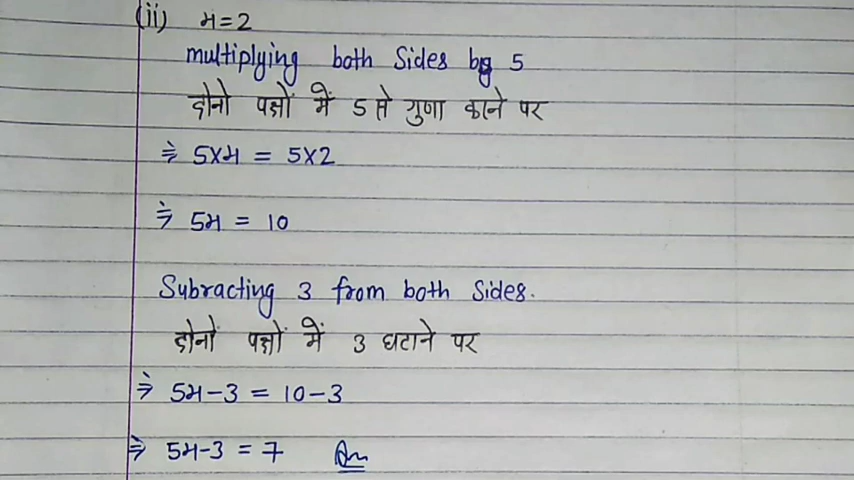 (ii) x=2
multiplying both Sides by 5
दोनो पक्षों में 5 से गुणा करने पर
⇒ 5×x = 5×2
⇒ 5x = 10
Subracting 3 from both Sides.
दोनों पक्षों में 3 घटाने पर
⇒ 5x-3 = 10-3
⇒ 5x-3 = 7 Ans